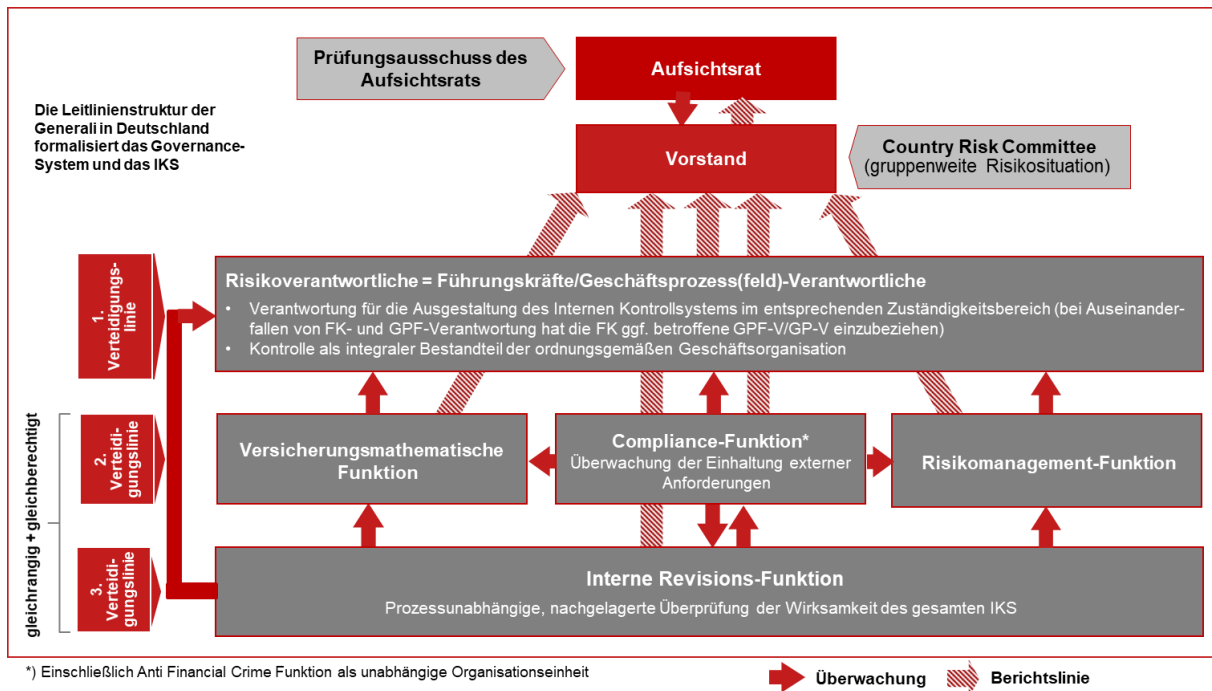 Prüfungsausschuss des
Aufsichtsrats
Aufsichtsrat
Die Leitlinienstruktur der
Generali in Deutschland
formalisiert das Governance-
System und das IKS
Vorstand
Country Risk Committee
(gruppenweite Risikosituation)
1.
Verteidigungs-
linie
Risikoverantwortliche = Führungskräfte/Geschäftsprozess(feld)-Verantwortliche
• Verantwortung für die Ausgestaltung des Internen Kontrollsystems im entsprechenden Zuständigkeitsbereich (bei Auseinander-
fallen von FK- und GPF-Verantwortung hat die FK ggf. betroffene GPF-V/GP-V einzubeziehen)
• Kontrolle als integraler Bestandteil der ordnungsgemäßen Geschäftsorganisation
gleichrangig + gleichberechtigt
2.
Verteidi-
gungslinie
Versicherungsmathematische
Funktion
Compliance-Funktion*
Überwachung der Einhaltung externer
Anforderungen
Risikomanagement-Funktion
3.
Verteidi-
gungslinie
Interne Revisions-Funktion
Prozessunabhängige, nachgelagerte Überprüfung der Wirksamkeit des gesamten IKS
*) Einschließlich Anti Financial Crime Funktion als unabhängige Organisationseinheit
Überwachung
Berichtslinie